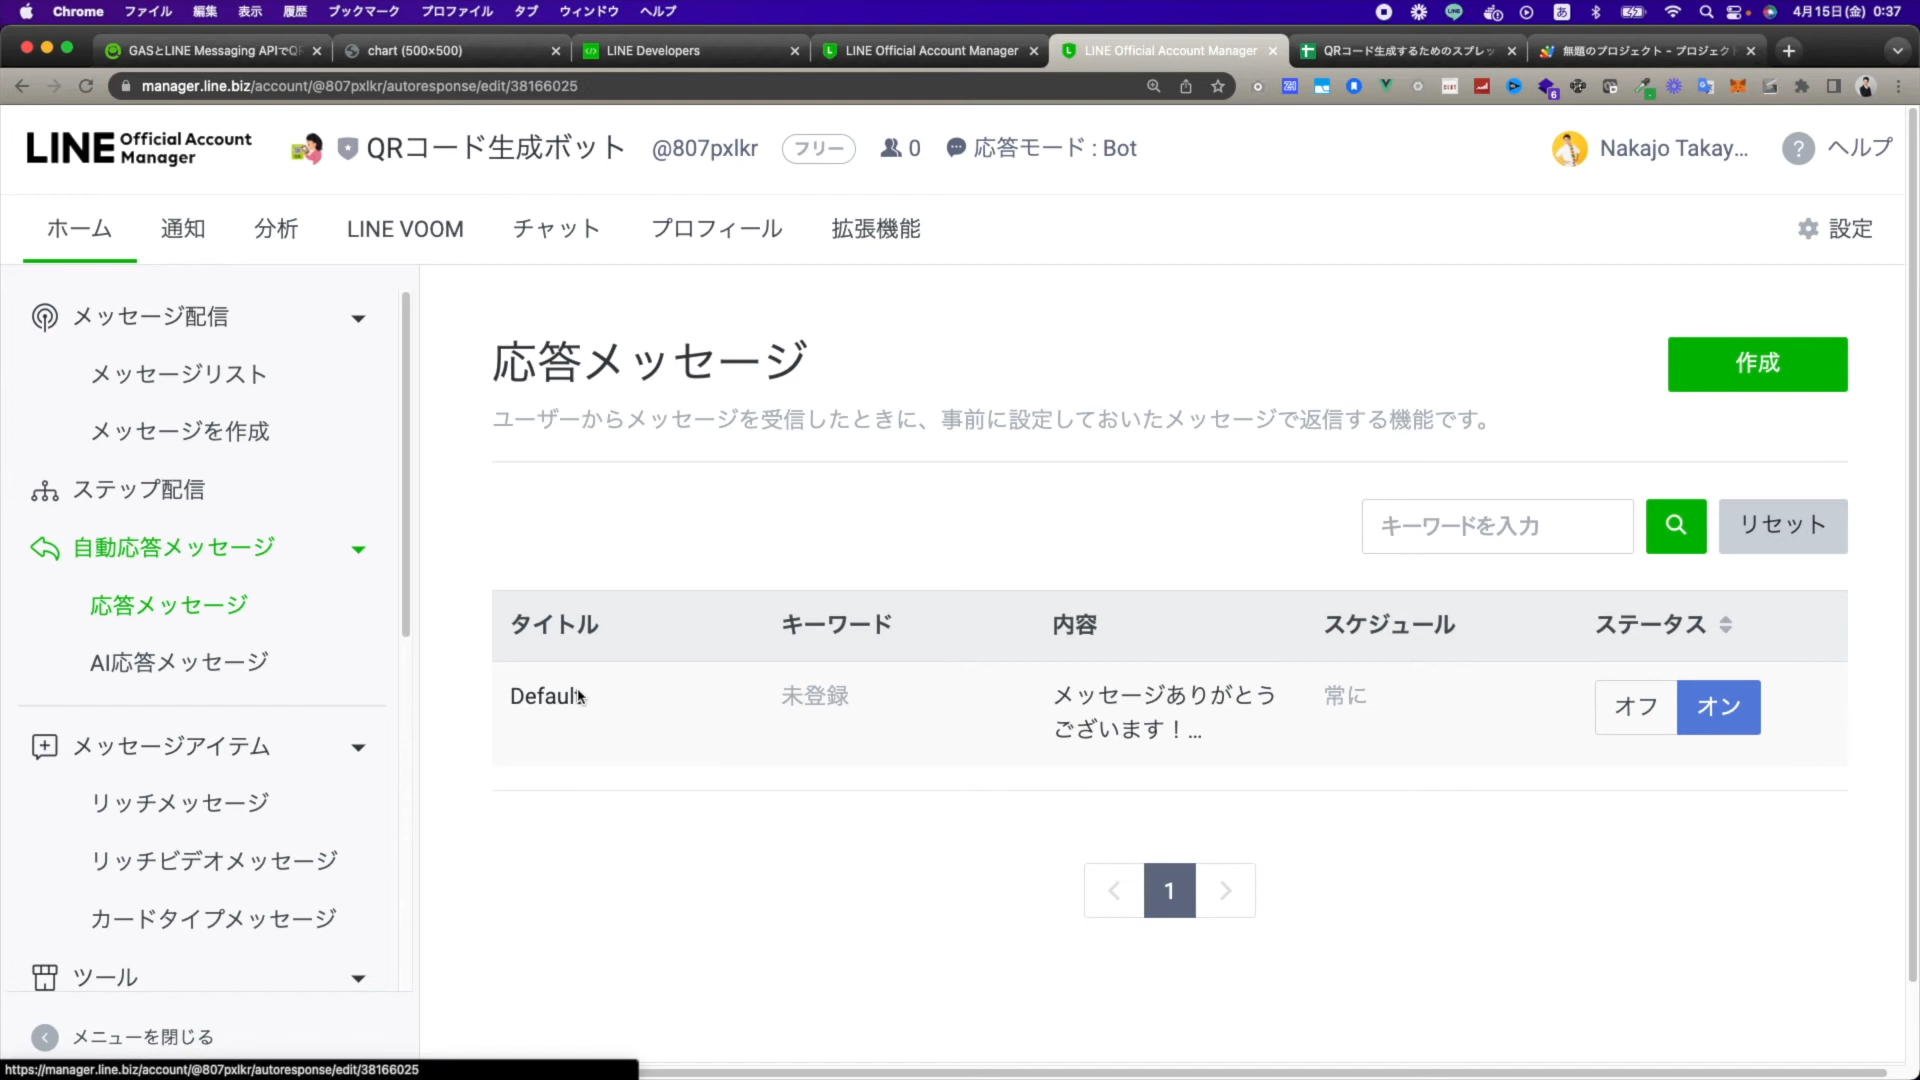 Chrome ファイル 編集 表示 履歴 ブックマーク プロファイル タブ ウィンドウ ヘルプ 4月15日(金) 0:37
GASとLINE Messaging APIでQR chart (500×500) LINE Developers LINE Official Account Manager LINE Official Account Manager QRコード生成するためのスプレッ 無題のプロジェクト - プロジェクト
manager.line.biz/account/@807pxlkr/autoresponse/edit/38166025
LINE Official Account Manager QRコード生成ボット @807pxlkr フリー 0 応答モード : Bot Nakajo Takay... ? ヘルプ
ホーム 通知 分析 LINE VOOM チャット プロフィール 拡張機能 設定
メッセージ配信
メッセージリスト
メッセージを作成
ステップ配信
自動応答メッセージ
応答メッセージ
AI応答メッセージ
メッセージアイテム
リッチメッセージ
リッチビデオメッセージ
カードタイプメッセージ
ツール
メニューを閉じる
応答メッセージ
作成
ユーザーからメッセージを受信したときに、事前に設定しておいたメッセージで返信する機能です。
キーワードを入力 リセット
タイトル キーワード 内容 スケジュール ステータス
Default 未登録 メッセージありがとう 常に オフ オン
ございます！...
1
https://manager.line.biz/account/@807pxlkr/autoresponse/edit/38166025